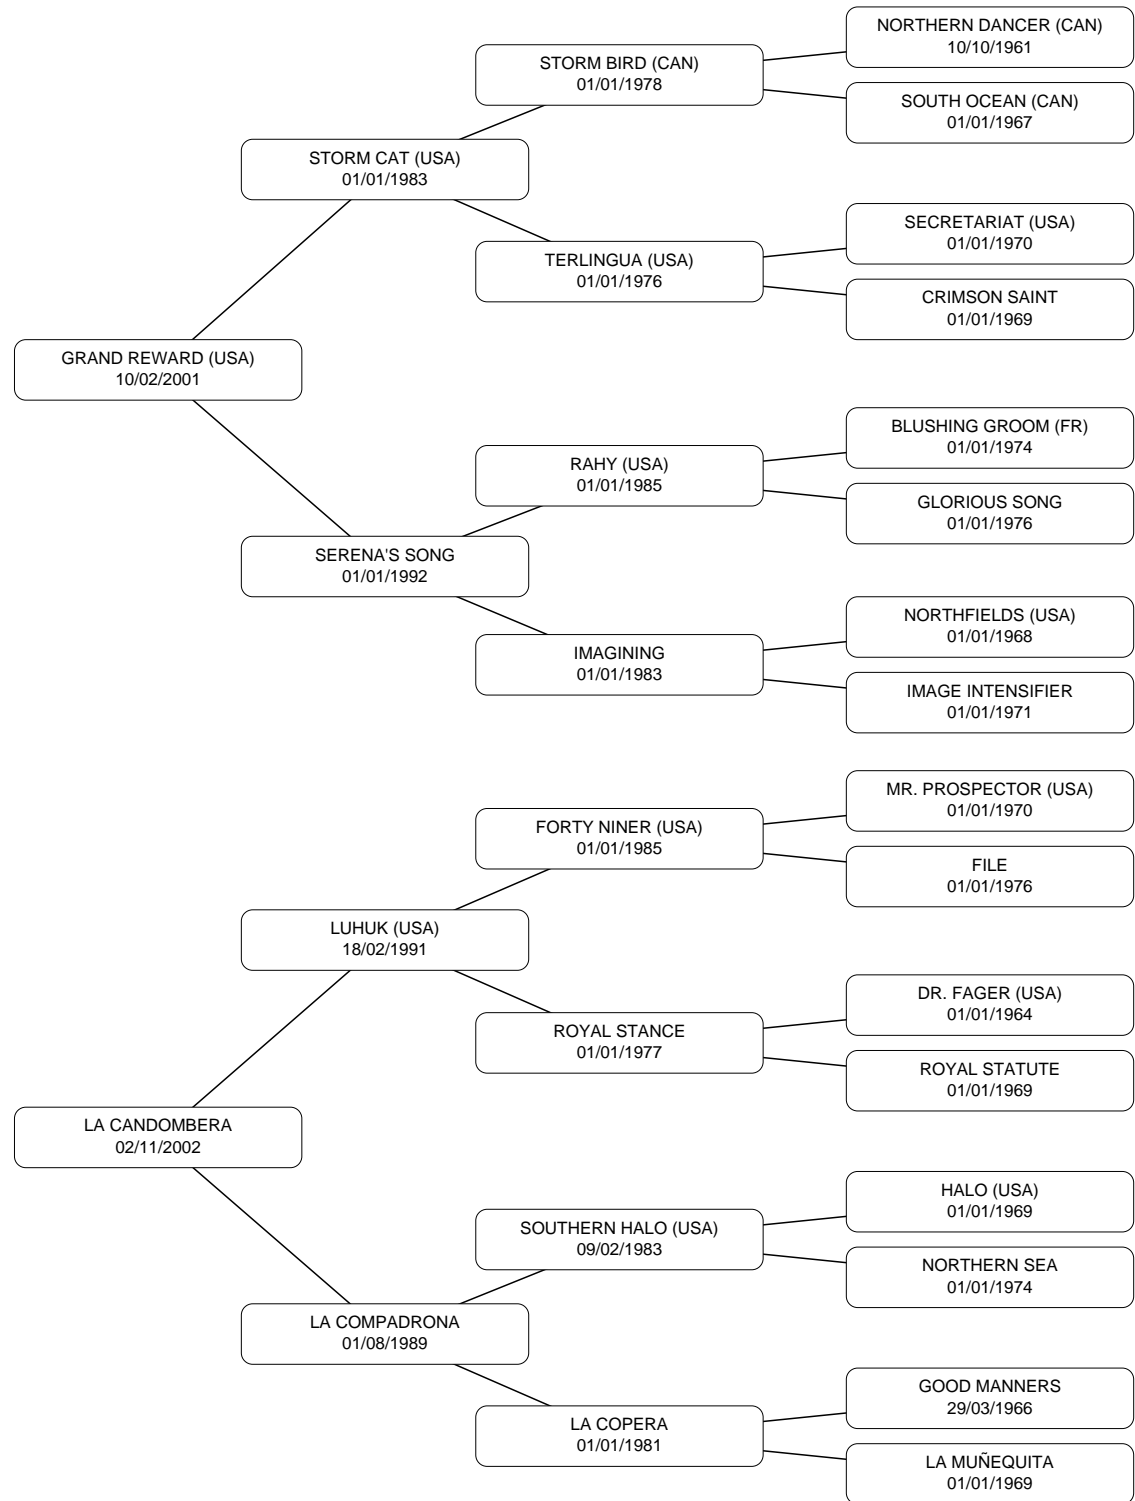 NORTHERN DANCER (CAN)
10/10/1961
STORM BIRD (CAN)
01/01/1978
SOUTH OCEAN (CAN)
01/01/1967
STORM CAT (USA)
01/01/1983
SECRETARIAT (USA)
01/01/1970
TERLINGUA (USA)
01/01/1976
CRIMSON SAINT
01/01/1969
GRAND REWARD (USA)
10/02/2001
BLUSHING GROOM (FR)
01/01/1974
RAHY (USA)
01/01/1985
GLORIOUS SONG
01/01/1976
SERENA'S SONG
01/01/1992
NORTHFIELDS (USA)
01/01/1968
IMAGINING
01/01/1983
IMAGE INTENSIFIER
01/01/1971
MR. PROSPECTOR (USA)
01/01/1970
FORTY NINER (USA)
01/01/1985
FILE
01/01/1976
LUHUK (USA)
18/02/1991
DR. FAGER (USA)
01/01/1964
ROYAL STANCE
01/01/1977
ROYAL STATUTE
01/01/1969
LA CANDOMBERA
02/11/2002
HALO (USA)
01/01/1969
SOUTHERN HALO (USA)
09/02/1983
NORTHERN SEA
01/01/1974
LA COMPADRONA
01/08/1989
GOOD MANNERS
29/03/1966
LA COPERA
01/01/1981
LA MUÑEQUITA
01/01/1969